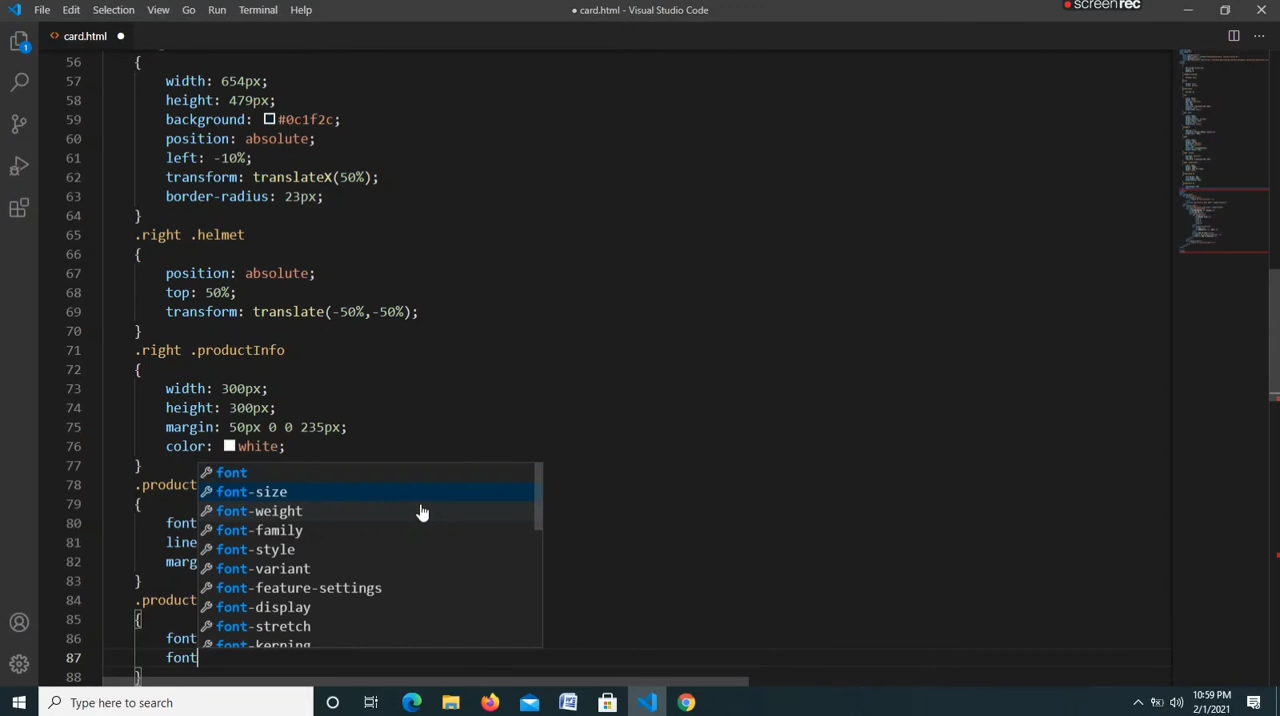 File Edit Selection View Go Run Terminal Help
● card.html - Visual Studio Code
screenrec
<> card.html ●
1
56 {
57 width: 654px;
58 height: 479px;
59 background: #0c1f2c;
60 position: absolute;
61 left: -10%;
62 transform: translateX(50%);
63 border-radius: 23px;
64 }
65 .right .helmet
66 {
67 position: absolute;
68 top: 50%;
69 transform: translate(-50%,-50%);
70 }
71 .right .productInfo
72 {
73 width: 300px;
74 height: 300px;
75 margin: 50px 0 0 235px;
76 color: white;
77 }
78 .product
79 {
80 font
81 line
82 marg
83 }
84 .product
85 {
86 font
87 font
88 }
font
font-size
font-weight
font-family
font-style
font-variant
font-feature-settings
font-display
font-stretch
font-kerning
Type here to search
10:59 PM
2/1/2021